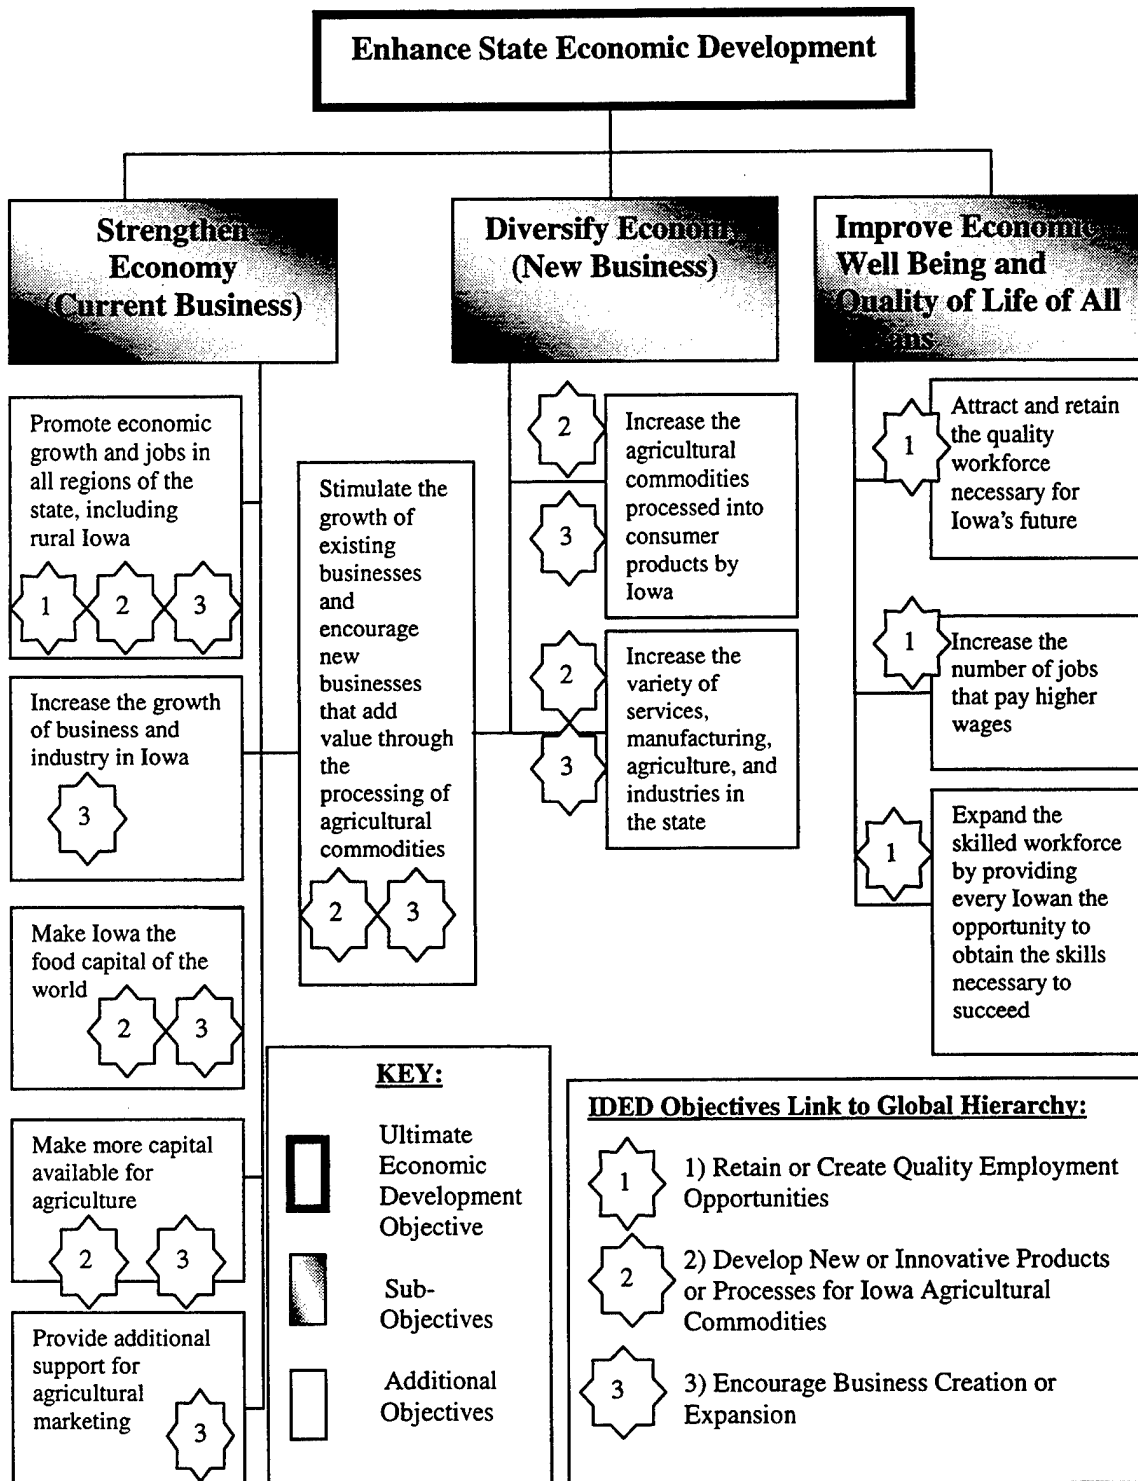 Enhance State Economic Development
Strengthen
Economy
(Current Business)
Diversify Economy
(New Business)
Improve Economic
Well Being and
Quality of Life of All
Promote economic
growth and jobs in
all regions of the
state, including
rural Iowa
1 2 3
Increase the growth
of business and
industry in Iowa
3
Make Iowa the
food capital of the
world
2 3
Make more capital
available for
agriculture
2 3
Provide additional
support for
agricultural
marketing
3
Stimulate the
growth of
existing
businesses
and
encourage
new
businesses
that add
value through
the
processing of
agricultural
commodities
2 3
2
3
Increase the
agricultural
commodities
processed into
consumer
products by
Iowa
2
3
Increase the
variety of
services,
manufacturing,
agriculture, and
industries in
the state
1
Attract and retain
the quality
workforce
necessary for
Iowa's future
1
Increase the
number of jobs
that pay higher
wages
1
Expand the
skilled workforce
by providing
every Iowan the
opportunity to
obtain the skills
necessary to
succeed
KEY:
Ultimate
Economic
Development
Objective
Sub-
Objectives
Additional
Objectives
IDED Objectives Link to Global Hierarchy:
1
1) Retain or Create Quality Employment
Opportunities
2
2) Develop New or Innovative Products
or Processes for Iowa Agricultural
Commodities
3
3) Encourage Business Creation or
Expansion